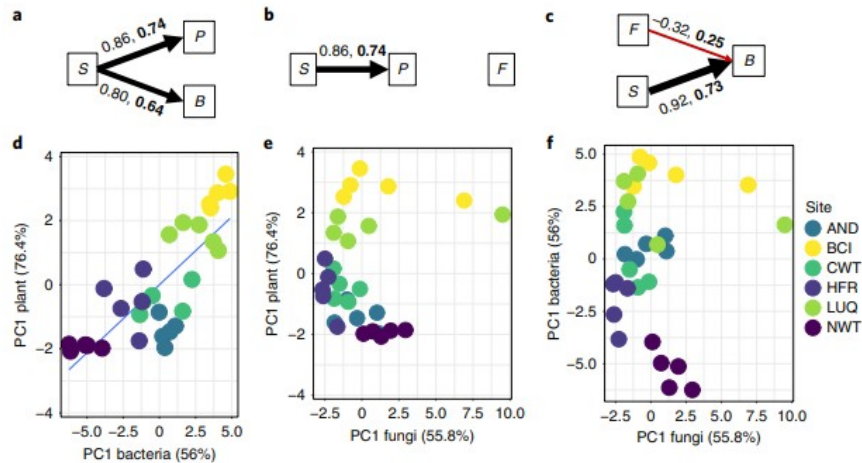 a
0.86, 0.74
S
P
0.80, 0.64
B
b
0.86, 0.74
S
P
F
c
F
−0.32, 0.25
B
S
0.92, 0.73
d
PC1 plant (76.4%)
4
2
0
−2
−4
−5.0 −2.5 0 2.5 5.0
PC1 bacteria (56%)
e
PC1 plant (76.4%)
4
2
0
−2
4
−2.5 0 2.5 5.0 10.0
PC1 fungi (55.8%)
f
PC1 bacteria (56%)
5.0
2.5
0
−2.5
−5.0
−2.5 0 2.5 5.0 10.0
PC1 fungi (55.8%)
Site
AND
BCI
CWT
HFR
LUQ
NWT